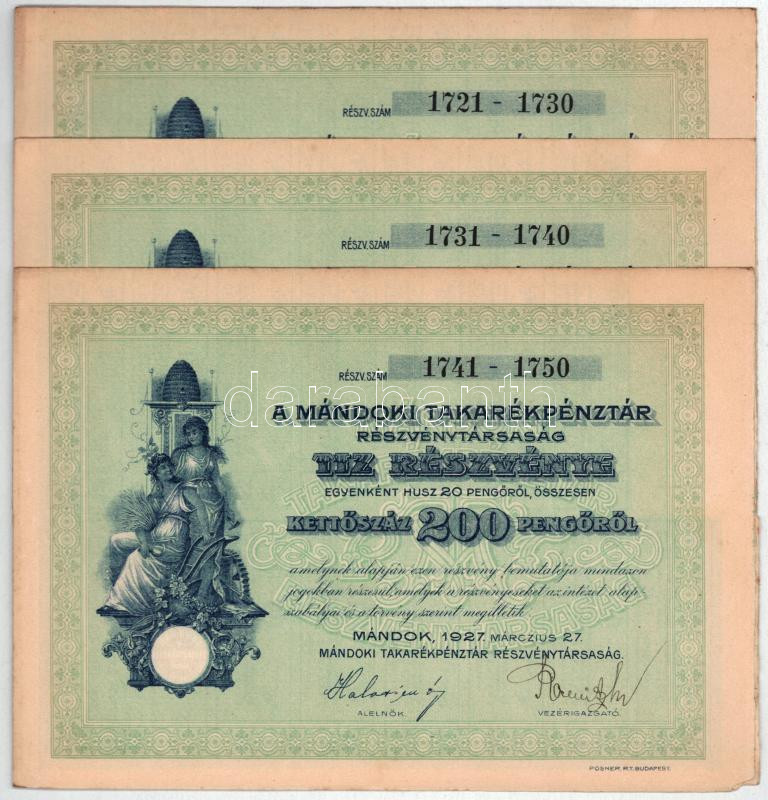 RÉSZV.SZÁM 1721 - 1730
RÉSZV.SZÁM 1731 - 1740
RÉSZV.SZÁM 1741 - 1750
darabanth
A MÁNDOKI TAKARÉKPÉNZTÁR
RÉSZVÉNYTÁRSASÁG
TIZ RÉSZVÉNYE
EGYENKÉNT HUSZ 20 PENGŐRŐL, ÖSSZESEN
KETTŐSZÁZ 200 PENGŐRŐL
amelynek alapján ezen részvény bemutatója mindazon
jogokban részesül, amelyek a részvényeseket az intézet alap-
szabályai és a törvény szerint megilletik.
MÁNDOK, 1927. MÁRCZIUS 27.
MÁNDOKI TAKARÉKPÉNZTÁR RÉSZVÉNYTÁRSASÁG.
ALELNÖK. VEZÉRIGAZGATÓ.
POSNER, R.T. BUDAPEST.